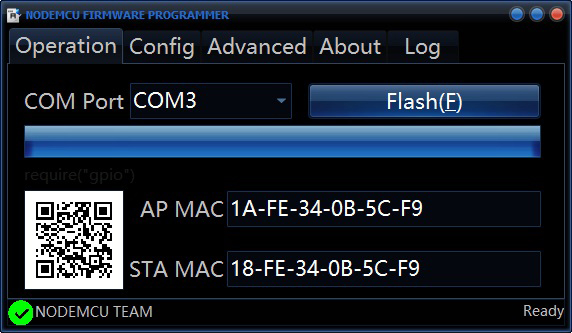 NODEMCU FIRMWARE PROGRAMMER
Operation Config Advanced About Log
COM Port COM3 Flash(F)
require("gpio")
AP MAC 1A-FE-34-0B-5C-F9
STA MAC 18-FE-34-0B-5C-F9
NODEMCU TEAM Ready